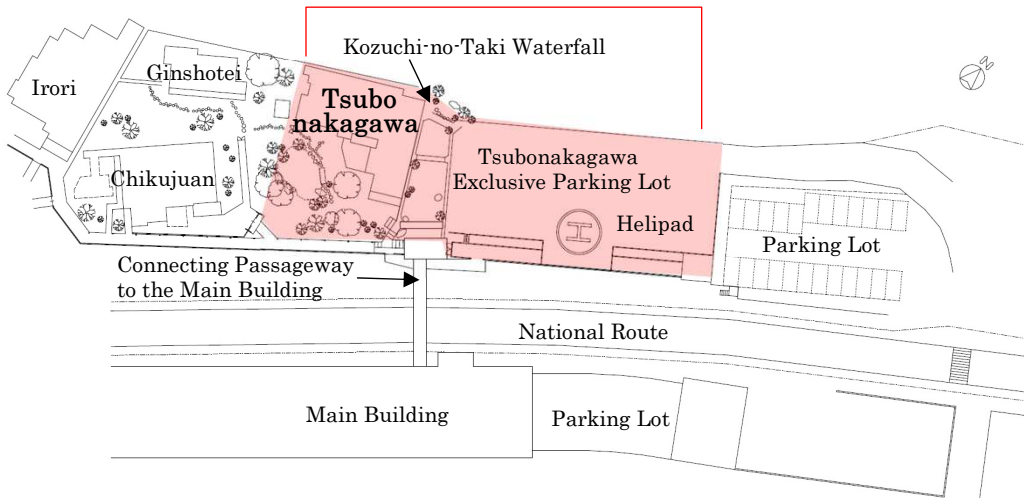 Kozuchi-no-Taki Waterfall
N
Irori
Ginshotei
Tsubo
nakagawa
Chikujuan
Tsubonakagawa
Exclusive Parking Lot
Helipad
H
Parking Lot
Connecting Passageway
to the Main Building
National Route
Main Building
Parking Lot